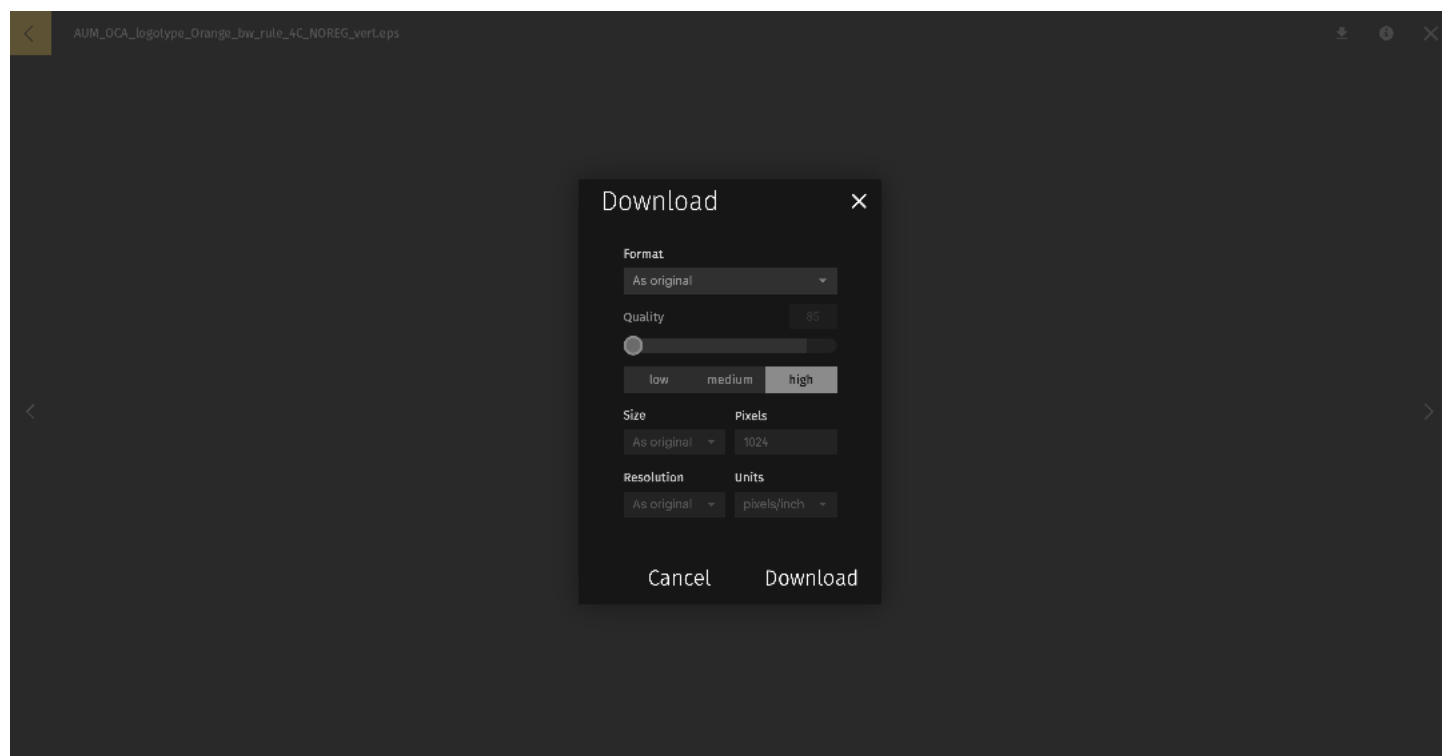 AUM_OCA_logotype_Orange_bw_rule_4C_NOREG_vert.eps
Download
Format
As original
Quality 85
low medium high
Size Pixels
As original 1024
Resolution Units
As original pixels/inch
Cancel Download